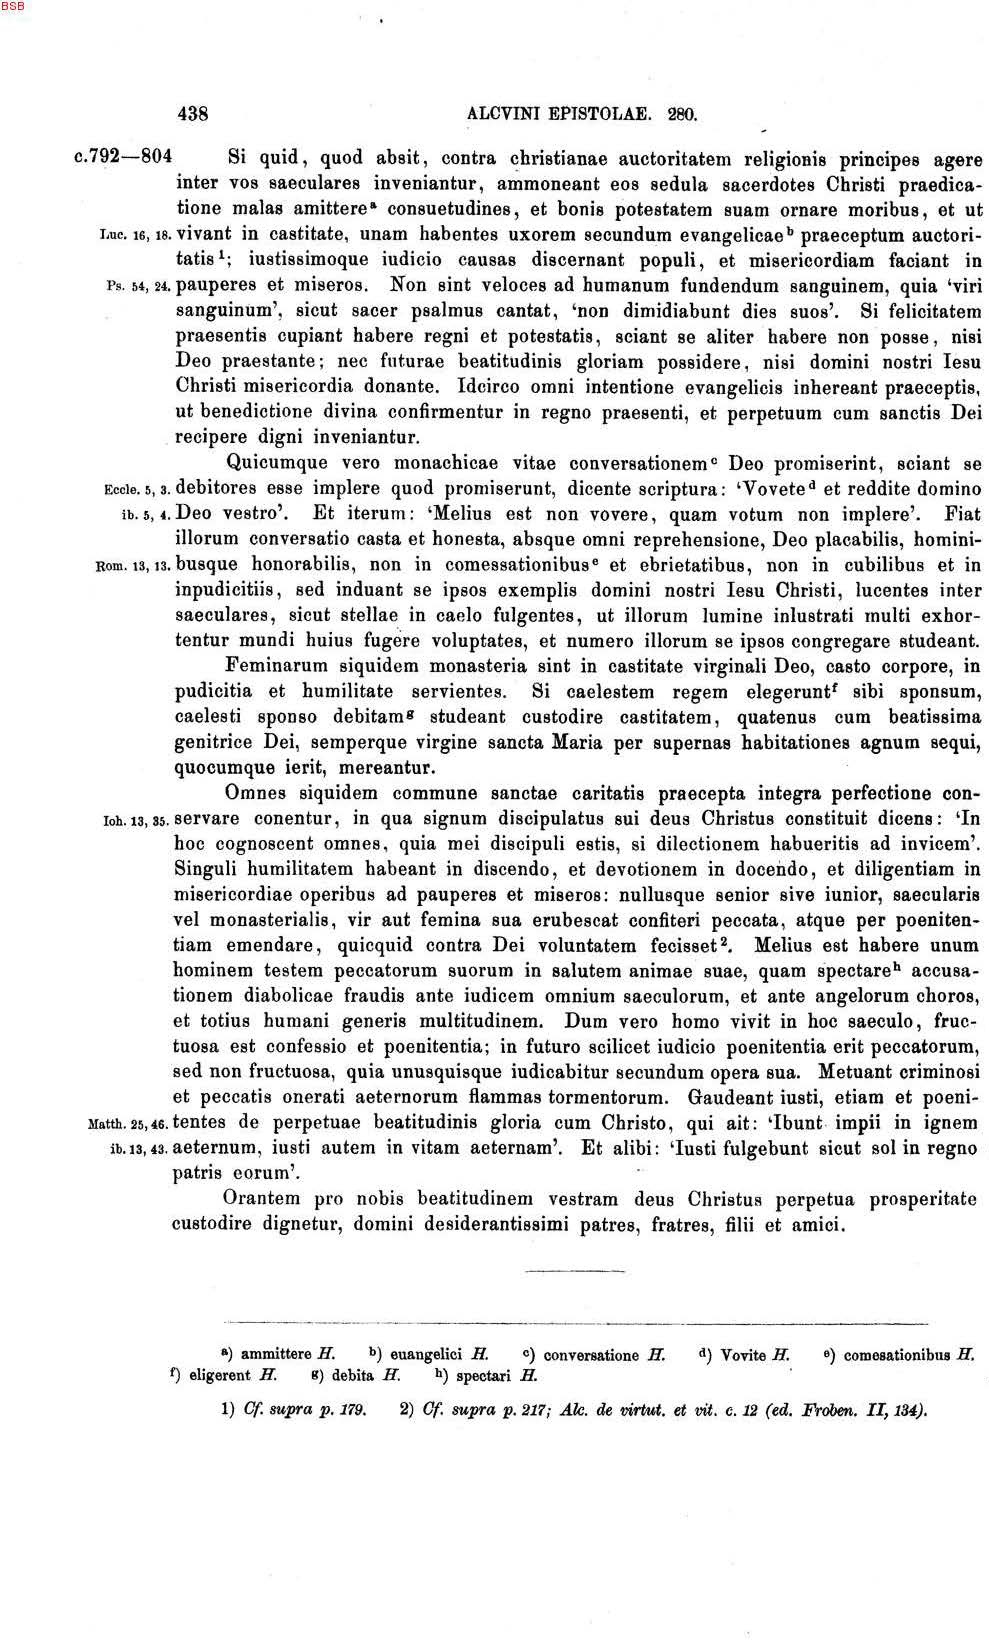 BSB
438 ALCVINI EPISTOLAE. 280.
c.792—804 Si quid, quod absit, contra christianae auctoritatem religionis principes agere
inter vos saeculares inveniantur, ammoneant eos sedula sacerdotes Christi praedica-
tione malas amittereᵃ consuetudines, et bonis potestatem suam ornare moribus, et ut
Luc. 16, 18. vivant in castitate, unam habentes uxorem secundum evangelicaeᵇ praeceptum auctori-
tatis¹; iustissimoque iudicio causas discernant populi, et misericordiam faciant in
Ps. 54, 24. pauperes et miseros. Non sint veloces ad humanum fundendum sanguinem, quia ‘viri
sanguinum’, sicut sacer psalmus cantat, ‘non dimidiabunt dies suos’. Si felicitatem
praesentis cupiant habere regni et potestatis, sciant se aliter habere non posse, nisi
Deo praestante; nec futurae beatitudinis gloriam possidere, nisi domini nostri Iesu
Christi misericordia donante. Idcirco omni intentione evangelicis inhereant praeceptis,
ut benedictione divina confirmentur in regno praesenti, et perpetuum cum sanctis Dei
recipere digni inveniantur.
Quicumque vero monachicae vitae conversationemᶜ Deo promiserint, sciant se
Eccle. 5, 3. debitores esse implere quod promiserunt, dicente scriptura: ‘Voveteᵈ et reddite domino
ib. 5, 4. Deo vestro’. Et iterum: ‘Melius est non vovere, quam votum non implere’. Fiat
illorum conversatio casta et honesta, absque omni reprehensione, Deo placabilis, homini-
Rom. 13, 13. busque honorabilis, non in comessationibusᵉ et ebrietatibus, non in cubilibus et in
inpudicitiis, sed induant se ipsos exemplis domini nostri Iesu Christi, lucentes inter
saeculares, sicut stellae in caelo fulgentes, ut illorum lumine inlustrati multi exhor-
tentur mundi huius fugere voluptates, et numero illorum se ipsos congregare studeant.
Feminarum siquidem monasteria sint in castitate virginali Deo, casto corpore, in
pudicitia et humilitate servientes. Si caelestem regem elegeruntᶠ sibi sponsum,
caelesti sponso debitamᵍ studeant custodire castitatem, quatenus cum beatissima
genitrice Dei, semperque virgine sancta Maria per supernas habitationes agnum sequi,
quocumque ierit, mereantur.
Omnes siquidem commune sanctae caritatis praecepta integra perfectione con-
Ioh. 13, 35. servare conentur, in qua signum discipulatus sui deus Christus constituit dicens: ‘In
hoc cognoscent omnes, quia mei discipuli estis, si dilectionem habueritis ad invicem’.
Singuli humilitatem habeant in discendo, et devotionem in docendo, et diligentiam in
misericordiae operibus ad pauperes et miseros: nullusque senior sive iunior, saecularis
vel monasterialis, vir aut femina sua erubescat confiteri peccata, atque per poeniten-
tiam emendare, quicquid contra Dei voluntatem fecisset². Melius est habere unum
hominem testem peccatorum suorum in salutem animae suae, quam spectareʰ accusa-
tionem diabolicae fraudis ante iudicem omnium saeculorum, et ante angelorum choros,
et totius humani generis multitudinem. Dum vero homo vivit in hoc saeculo, fruc-
tuosa est confessio et poenitentia; in futuro scilicet iudicio poenitentia erit peccatorum,
sed non fructuosa, quia unusquisque iudicabitur secundum opera sua. Metuant criminosi
et peccatis onerati aeternorum flammas tormentorum. Gaudeant iusti, etiam et poeni-
Matth. 25, 46. tentes de perpetuae beatitudinis gloria cum Christo, qui ait: ‘Ibunt impii in ignem
ib. 13, 43. aeternum, iusti autem in vitam aeternam’. Et alibi: ‘Iusti fulgebunt sicut sol in regno
patris eorum’.
Orantem pro nobis beatitudinem vestram deus Christus perpetua prosperitate
custodire dignetur, domini desiderantissimi patres, fratres, filii et amici.
ᵃ) ammittere H. ᵇ) euangelici H. ᶜ) conversatione H. ᵈ) Vovite H. ᵉ) comesationibus H.
ᶠ) eligerent H. ᵍ) debita H. ʰ) spectari H.
1) Cf. supra p. 179. 2) Cf. supra p. 217; Alc. de virtut. et vit. c. 12 (ed. Froben. II, 134).